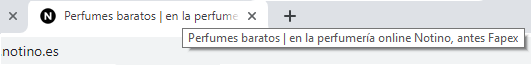 N Perfumes baratos | en la perfume
Perfumes baratos | en la perfumería online Notino, antes Fapex
.notino.es